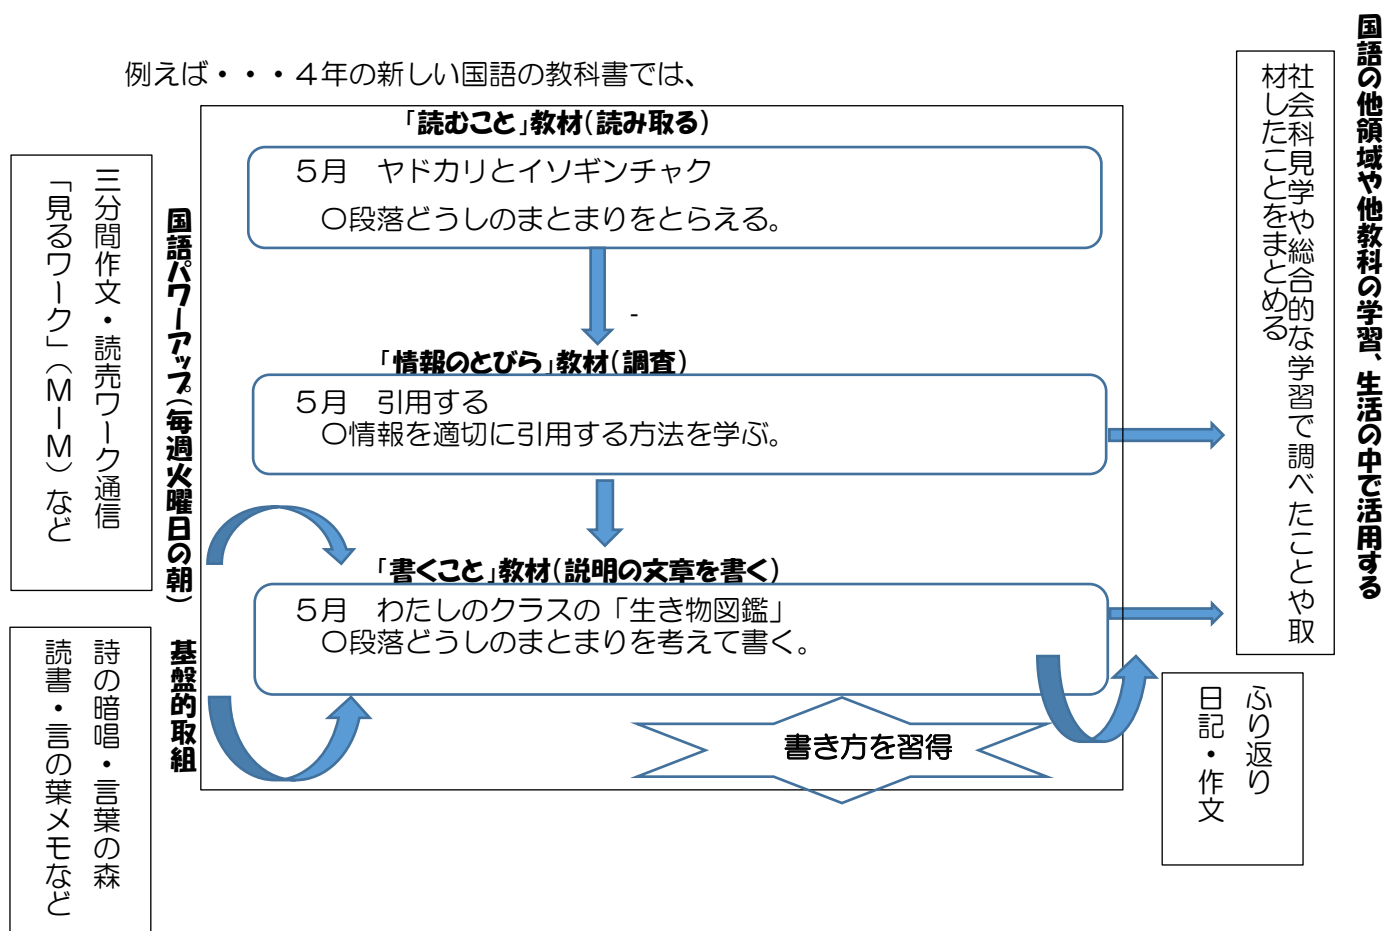 例えば・・・４年の新しい国語の教科書では、
「読むこと」教材（読み取る）
５月　ヤドカリとイソギンチャク
○段落どうしのまとまりをとらえる。
-
「情報のとびら」教材（調査）
５月　引用する
○情報を適切に引用する方法を学ぶ。
「書くこと」教材（説明の文章を書く）
５月　わたしのクラスの「生き物図鑑」
○段落どうしのまとまりを考えて書く。
書き方を習得
国語パワーアップ（毎週火曜日の朝）
三分間作文・読売ワーク通信
「見るワーク」（ＭＩＭ）など
基盤的取組
詩の暗唱・言葉の森
読書・言の葉メモなど
国語の他領域や他教科の学習、生活の中で活用する
社会科見学や総合的な学習で調べたことや取
材したことをまとめる
ふり返り
日記・作文